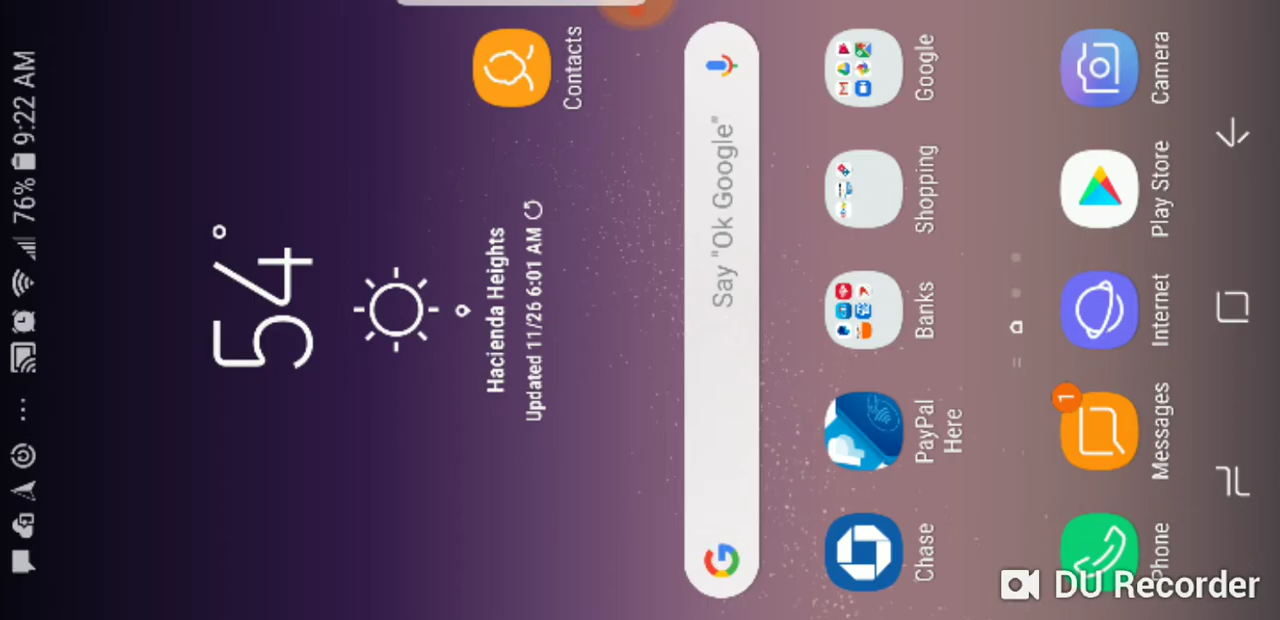 9:22 AM
76%
54°
Hacienda Heights
Updated 11/26 6:01 AM
Contacts
Say "Ok Google"
Chase
PayPal
Here
Banks
Shopping
Google
1
Phone
Messages
Internet
Play Store
Camera
DU Recorder